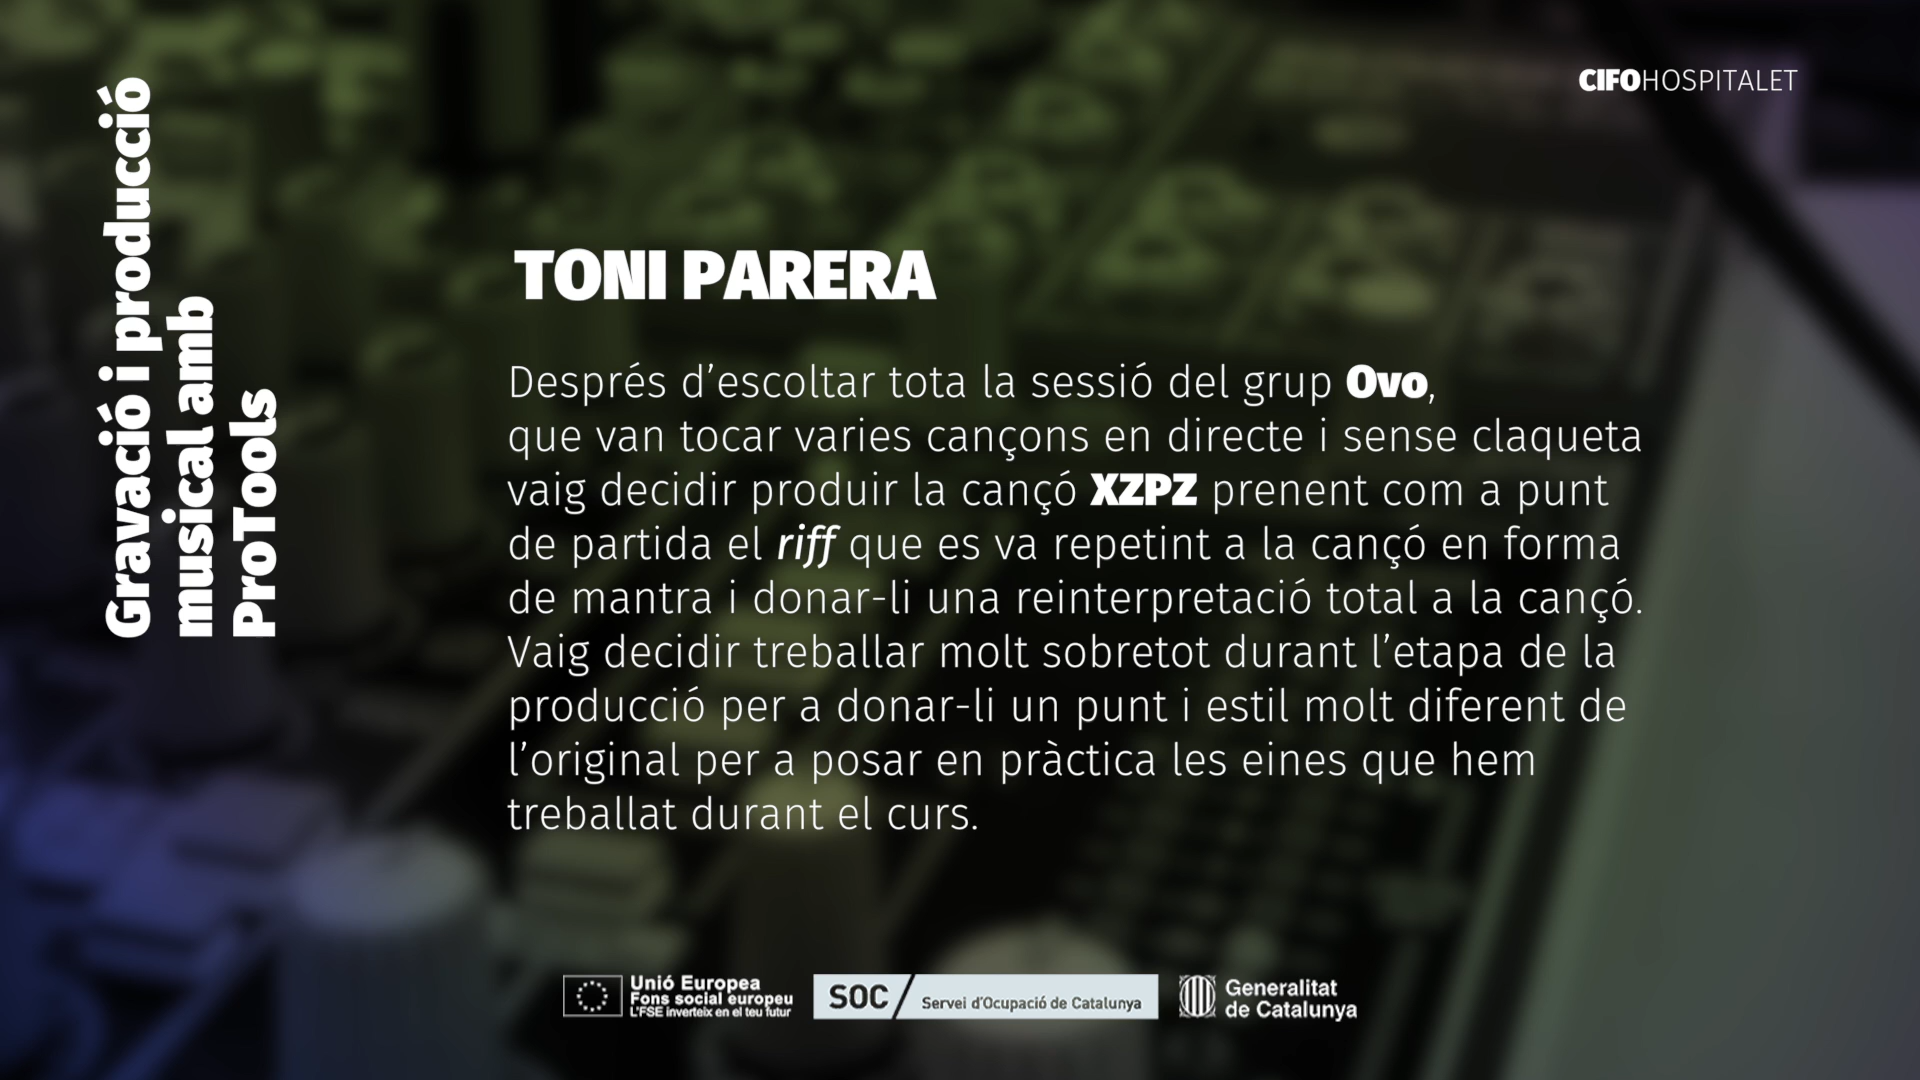 Gravació i producció
musical amb
ProTools
CIFOHOSPITALET
TONI PARERA
Després d’escoltar tota la sessió del grup Ovo,
que van tocar varies cançons en directe i sense claqueta
vaig decidir produir la cançó XZPZ prenent com a punt
de partida el riff que es va repetint a la cançó en forma
de mantra i donar-li una reinterpretació total a la cançó.
Vaig decidir treballar molt sobretot durant l’etapa de la
producció per a donar-li un punt i estil molt diferent de
l’original per a posar en pràctica les eines que hem
treballat durant el curs.
Unió Europea
Fons social europeu
L'FSE inverteix en el teu futur
SOC / Servei d'Ocupació de Catalunya
Generalitat
de Catalunya